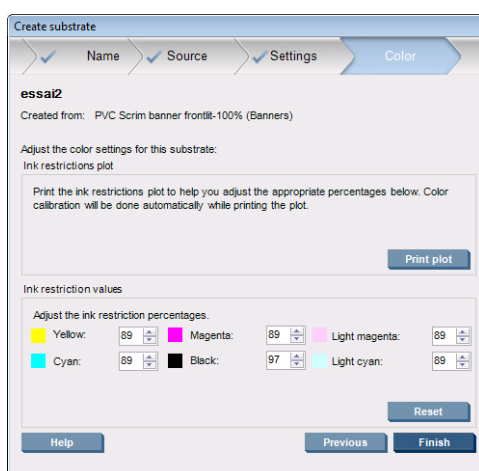 Create substrate
Name Source Settings Color
essai2
Created from: PVC Scrim banner frontlit-100% (Banners)
Adjust the color settings for this substrate:
Ink restrictions plot
Print the ink restrictions plot to help you adjust the appropriate percentages below. Color
calibration will be done automatically while printing the plot.
Print plot
Ink restriction values
Adjust the ink restriction percentages.
Yellow: 89 Magenta: 89 Light magenta: 89
Cyan: 89 Black: 97 Light cyan: 89
Reset
Help Previous Finish